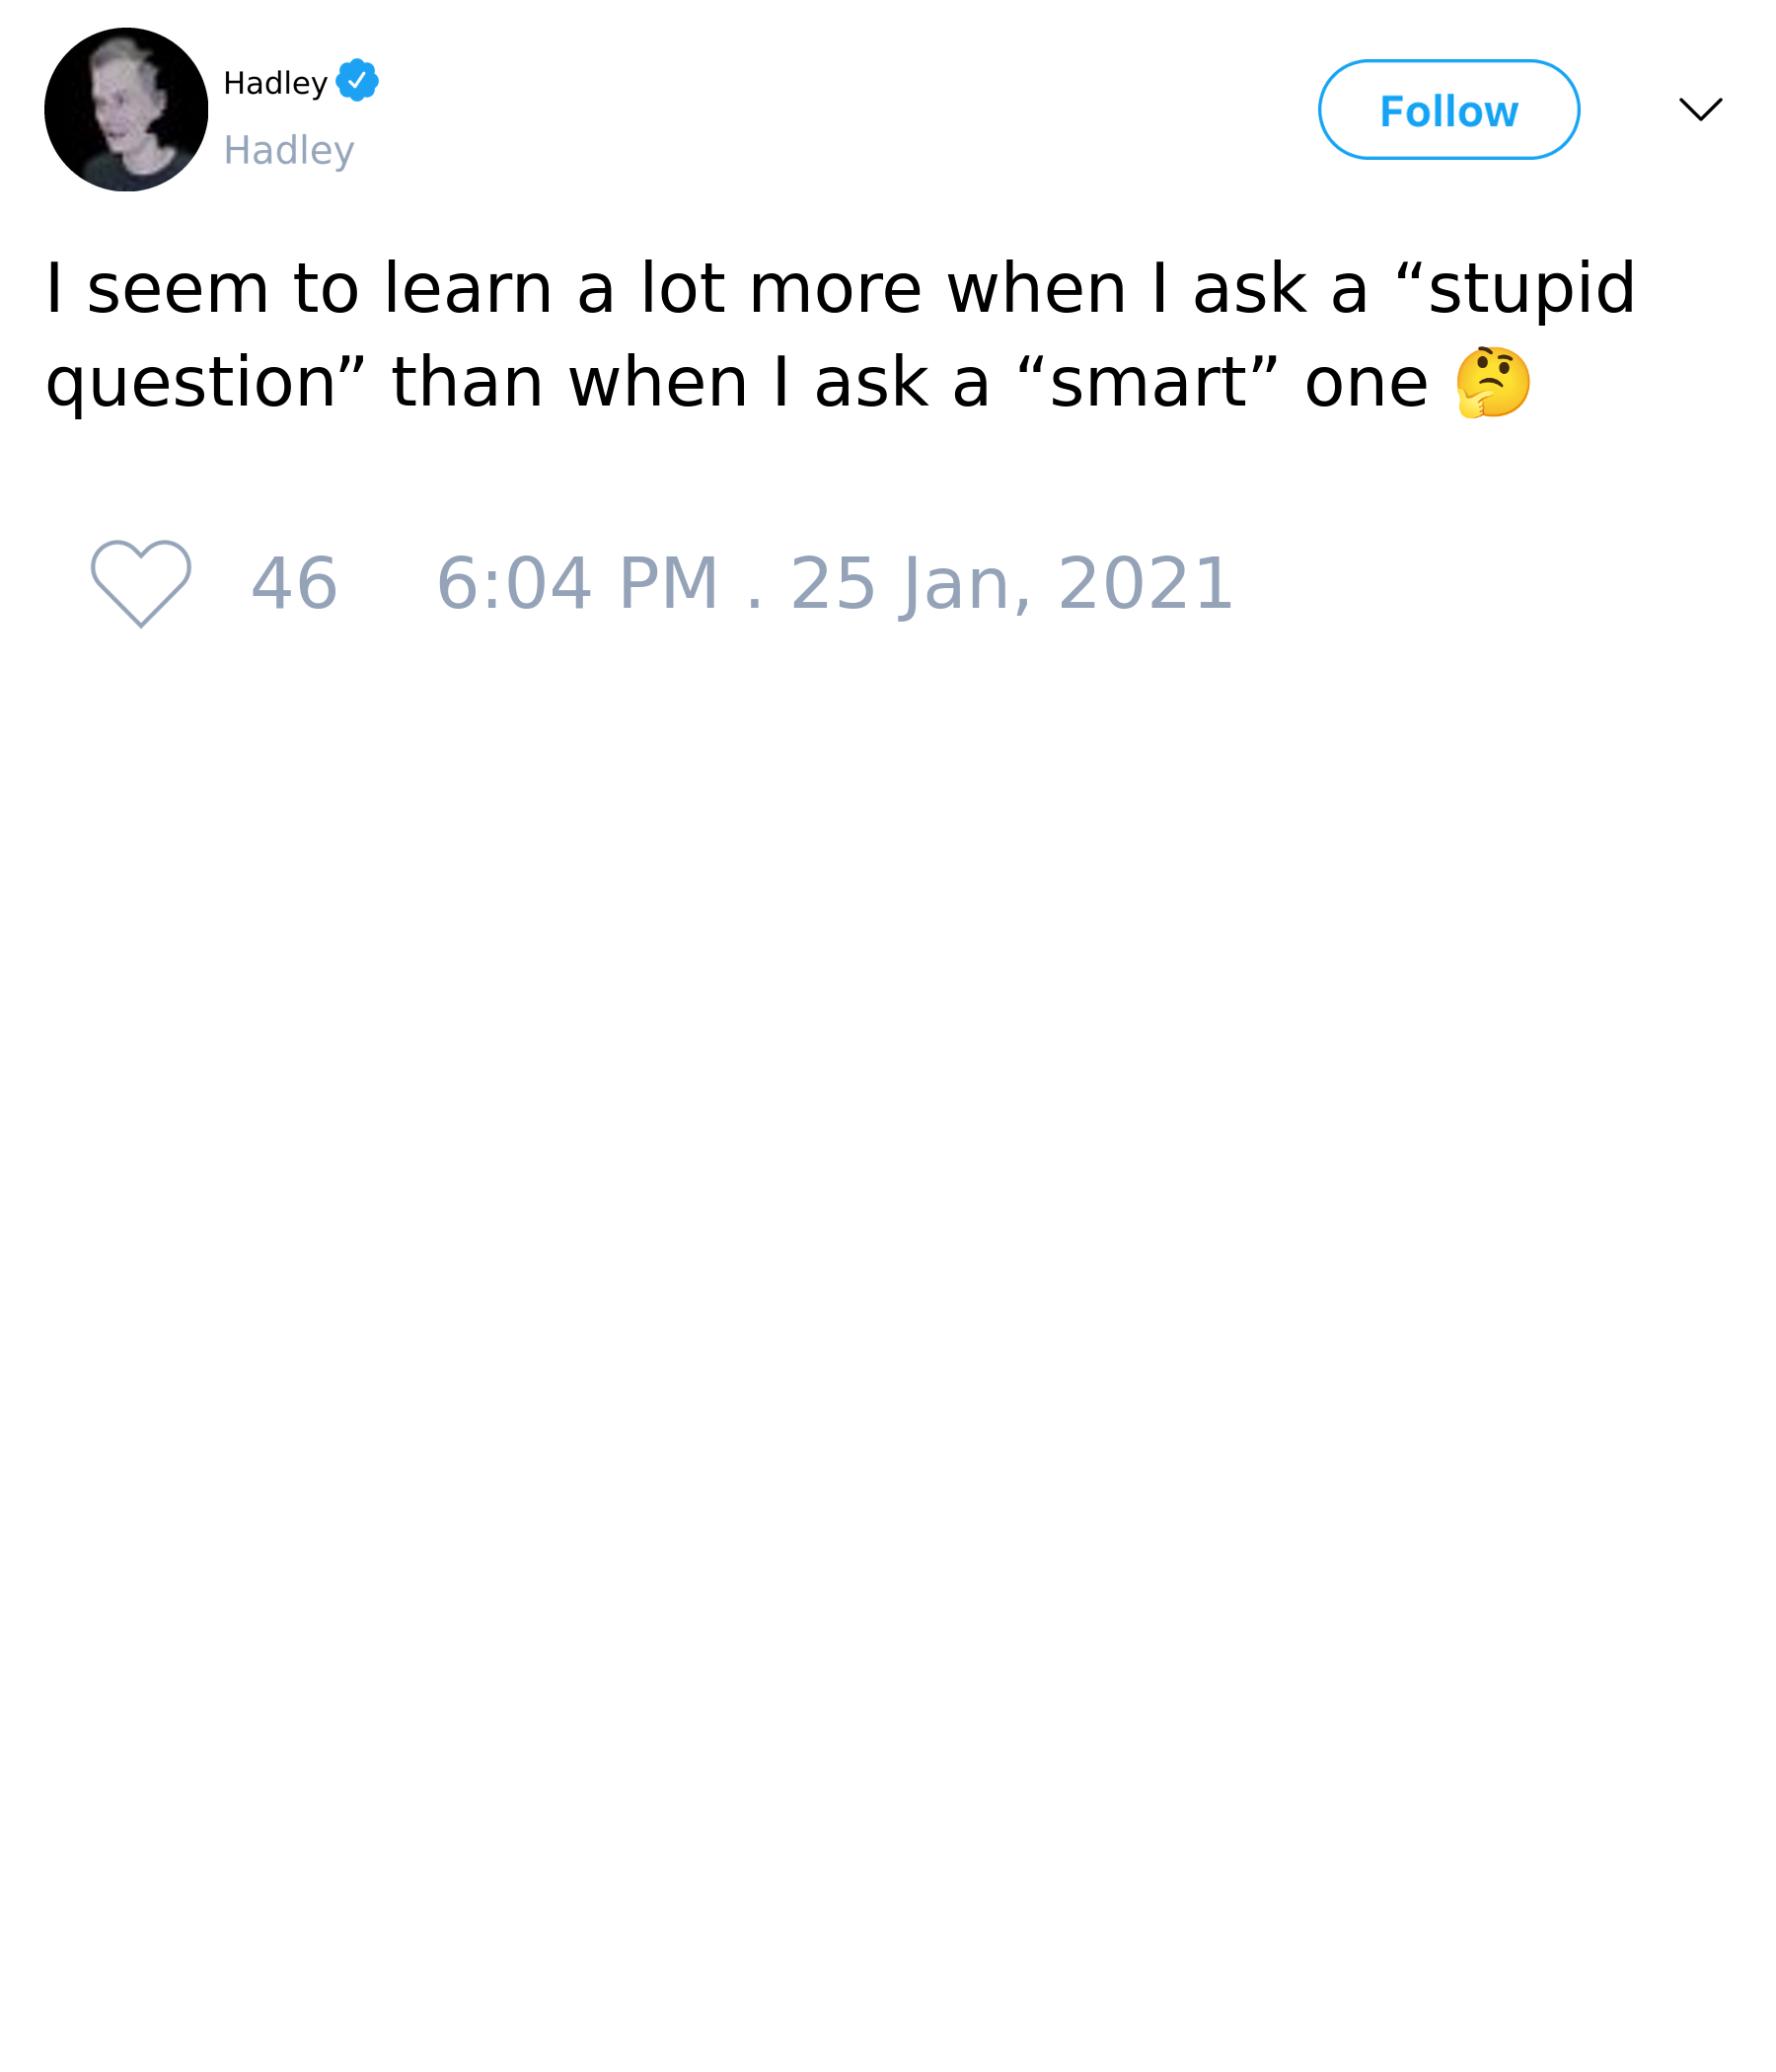 Hadley
Hadley
Follow
I seem to learn a lot more when I ask a “stupid
question” than when I ask a “smart” one 🤔
46 6:04 PM . 25 Jan, 2021